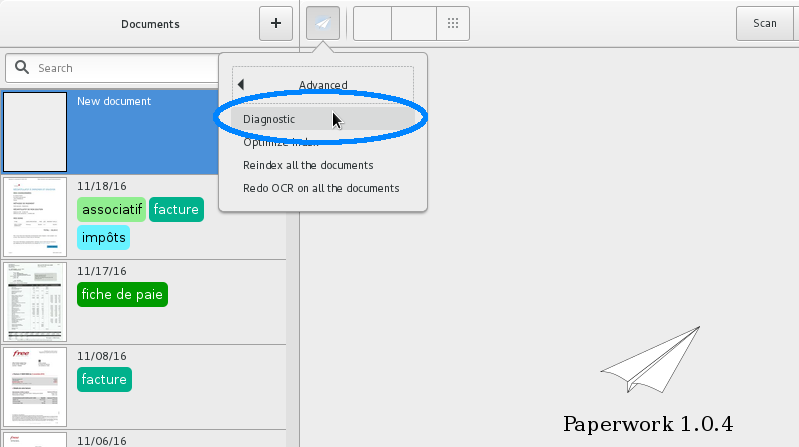 Documents
Scan
Search
Advanced
Diagnostic
Optimize index
Reindex all the documents
Redo OCR on all the documents
New document
11/18/16
associatif facture
impôts
11/17/16
fiche de paie
free
11/08/16
facture
11/06/16
Paperwork 1.0.4